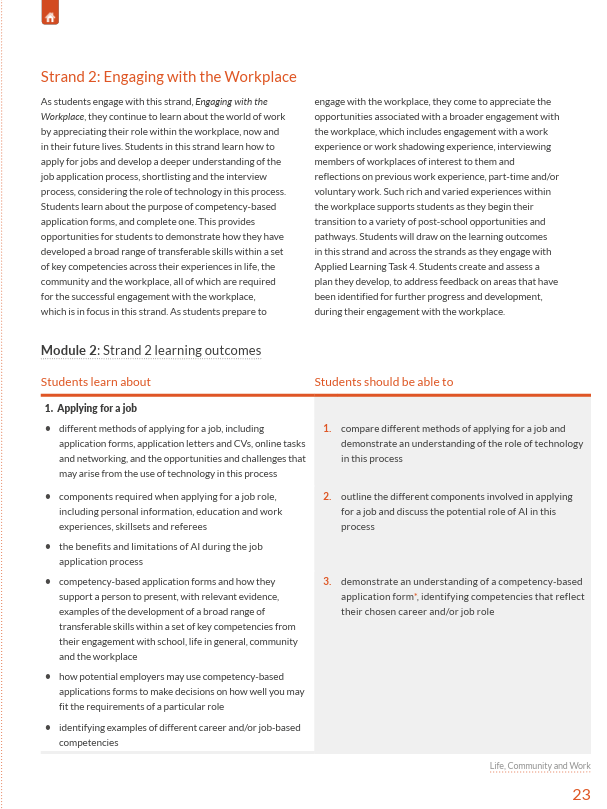 Strand 2: Engaging with the Workplace
As students engage with this strand, Engaging with the
Workplace, they continue to learn about the world of work
by appreciating their role within the workplace, now and
in their future lives. Students in this strand learn how to
apply for jobs and develop a deeper understanding of the
job application process, shortlisting and the interview
process, considering the role of technology in this process.
Students learn about the purpose of competency-based
application forms, and complete one. This provides
opportunities for students to demonstrate how they have
developed a broad range of transferable skills within a set
of key competencies across their experiences in life, the
community and the workplace, all of which are required
for the successful engagement with the workplace,
which is in focus in this strand. As students prepare to
engage with the workplace, they come to appreciate the
opportunities associated with a broader engagement with
the workplace, which includes engagement with a work
experience or work shadowing experience, interviewing
members of workplaces of interest to them and
reflections on previous work experience, part-time and/or
voluntary work. Such rich and varied experiences within
the workplace supports students as they begin their
transition to a variety of post-school opportunities and
pathways. Students will draw on the learning outcomes
in this strand and across the strands as they engage with
Applied Learning Task 4. Students create and assess a
plan they develop, to address feedback on areas that have
been identified for further progress and development,
during their engagement with the workplace.
Module 2: Strand 2 learning outcomes
Students learn about
Students should be able to
1. Applying for a job
• different methods of applying for a job, including
application forms, application letters and CVs, online tasks
and networking, and the opportunities and challenges that
may arise from the use of technology in this process
1. compare different methods of applying for a job and
demonstrate an understanding of the role of technology
in this process
• components required when applying for a job role,
including personal information, education and work
experiences, skillsets and referees
2. outline the different components involved in applying
for a job and discuss the potential role of AI in this
process
• the benefits and limitations of AI during the job
application process
• competency-based application forms and how they
support a person to present, with relevant evidence,
examples of the development of a broad range of
transferable skills within a set of key competencies from
their engagement with school, life in general, community
and the workplace
3. demonstrate an understanding of a competency-based
application form*, identifying competencies that reflect
their chosen career and/or job role
• how potential employers may use competency-based
applications forms to make decisions on how well you may
fit the requirements of a particular role
• identifying examples of different career and/or job-based
competencies
Life, Community and Work
23